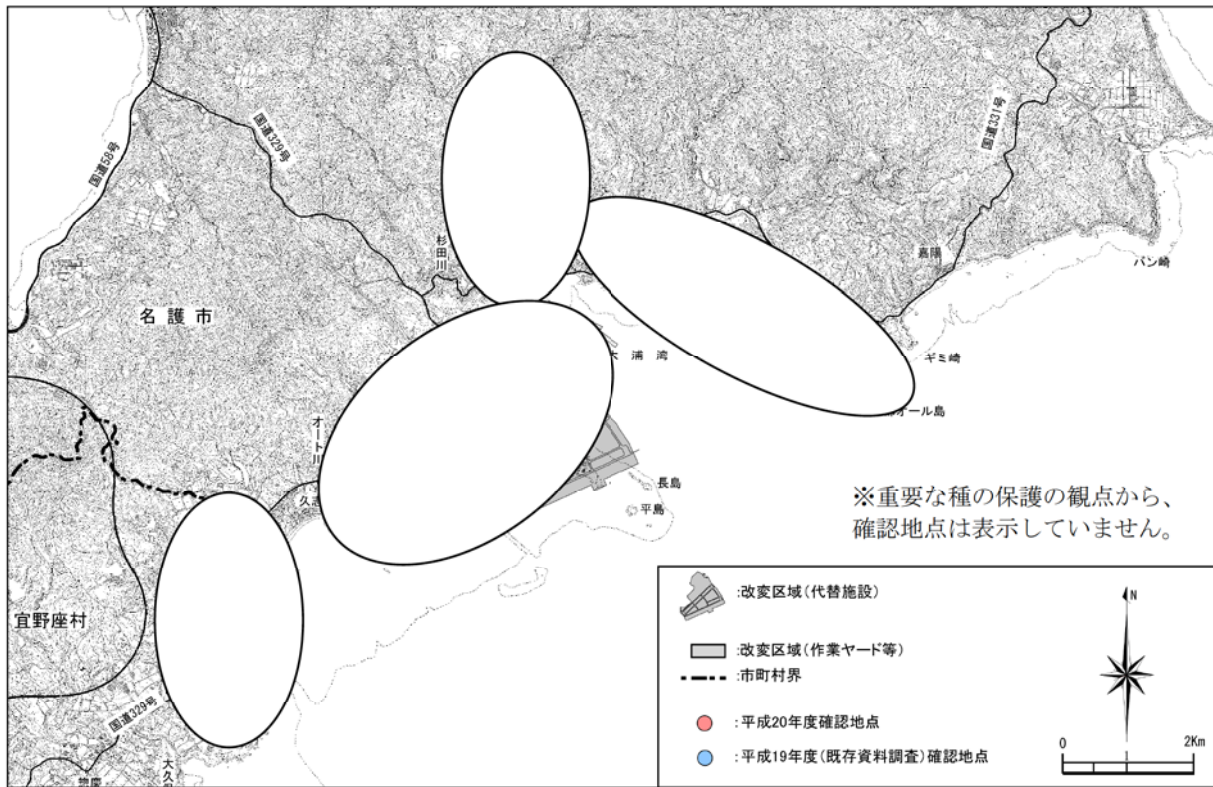 国道58号
国道329号
国道331号
杉田川
嘉陽
バン崎
名護市
大浦湾
ギミ崎
オール島
オートリ
久志
長島
平島
※重要な種の保護の観点から、
確認地点は表示していません。
宜野座村
国道329号
大久
惣慶
:改変区域(代替施設)
:改変区域(作業ヤード等)
:市町村界
:平成20年度確認地点
:平成19年度(既存資料調査)確認地点
N
0 2Km